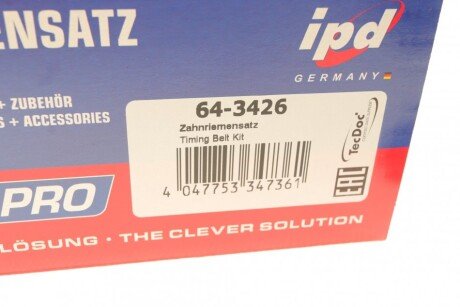 ENSATZ
ipd
GERMANY
+ ZUBEHÖR
S + ACCESSORIES
64-3426
Zahnriemensatz
Timing Belt Kit
4 047753 347361
TecDoc
EAC
PRO
LÖSUNG · THE CLEVER SOLUTION